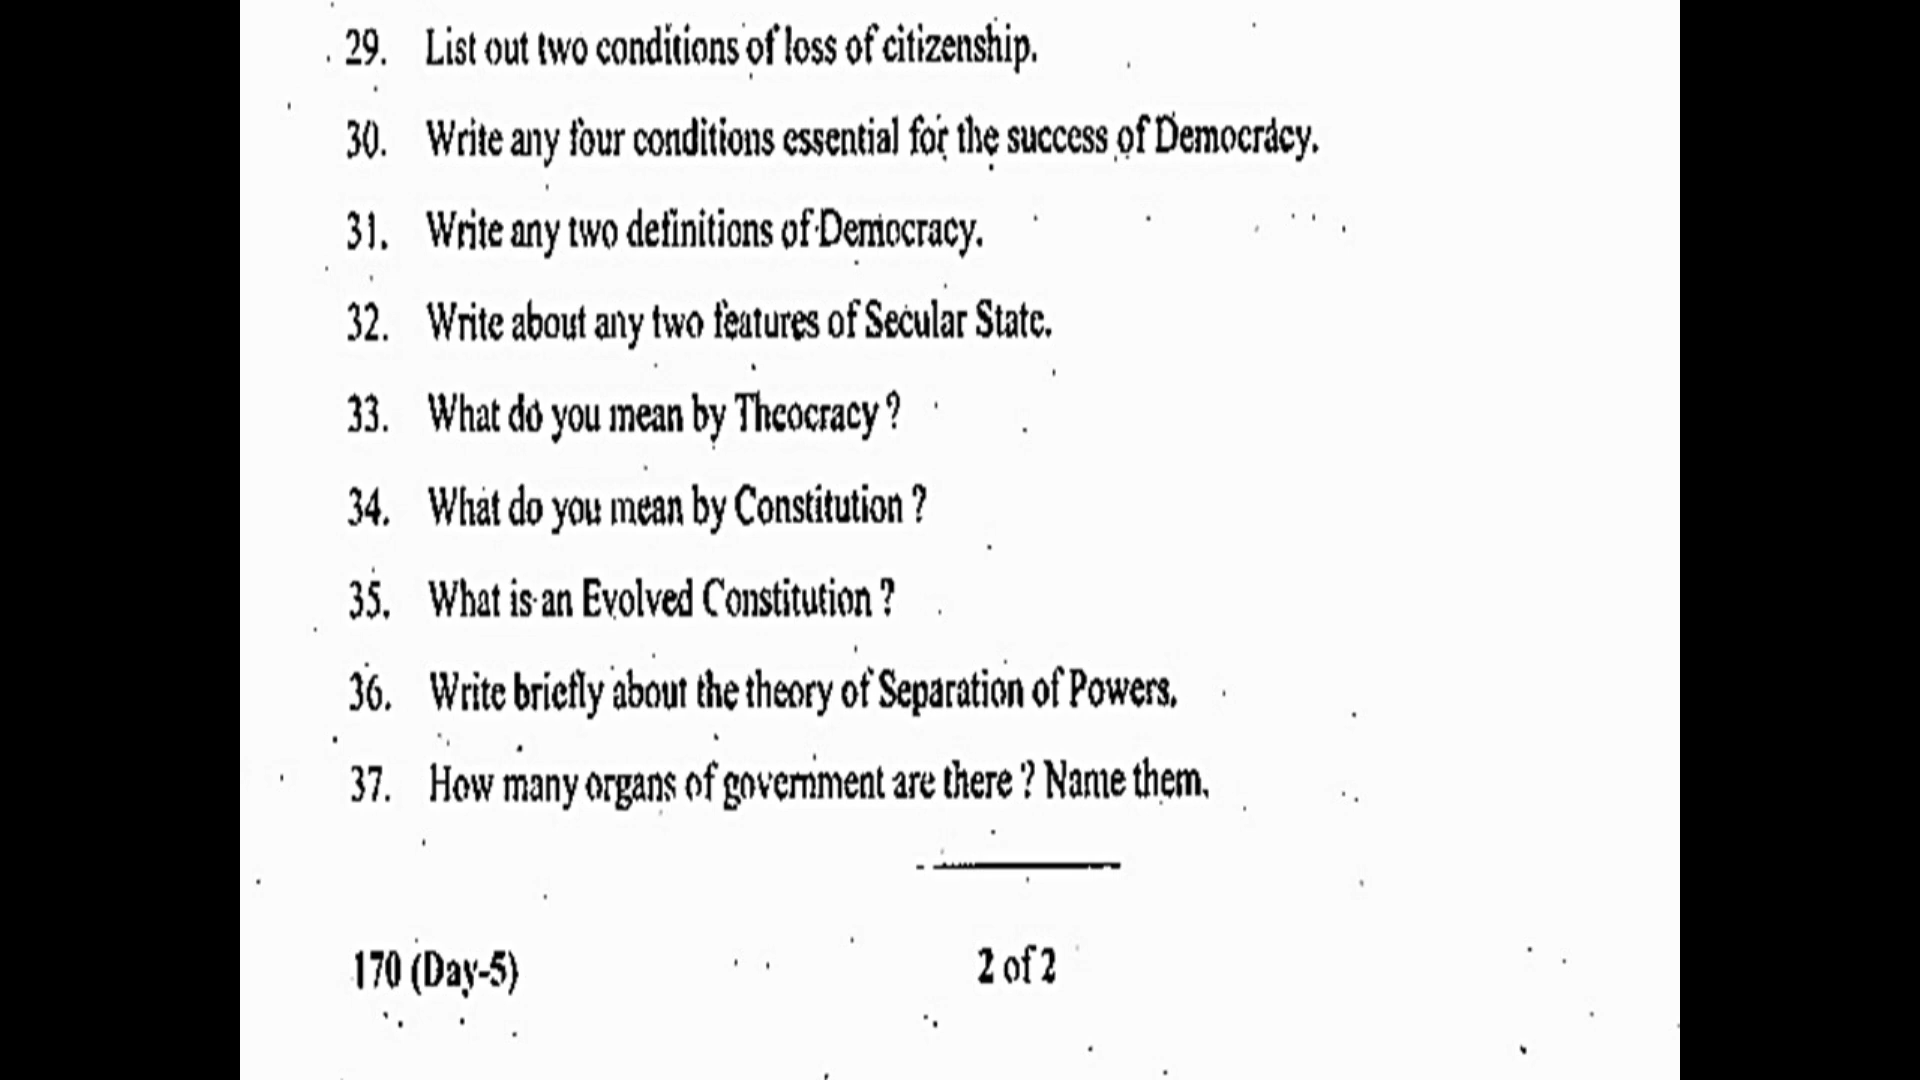 29. List out two conditions of loss of citizenship.
30. Write any four conditions essential for the success of Democracy.
31. Write any two definitions of Democracy.
32. Write about any two features of Secular State.
33. What do you mean by Theocracy ?
34. What do you mean by Constitution ?
35. What is an Evolved Constitution ?
36. Write briefly about the theory of Separation of Powers.
37. How many organs of government are there ? Name them.
170 (Day-5) 2 of 2